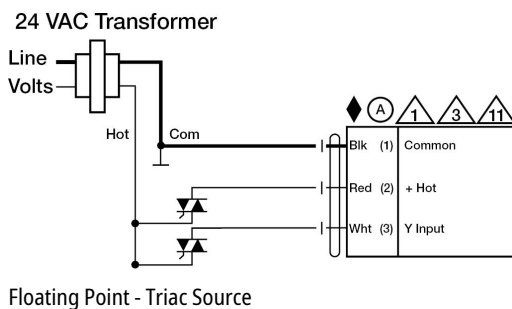 24 VAC Transformer
Line
Volts
Hot
Com
A 1 3 11
Blk (1) Common
Red (2) + Hot
Wht (3) Y Input
Floating Point - Triac Source